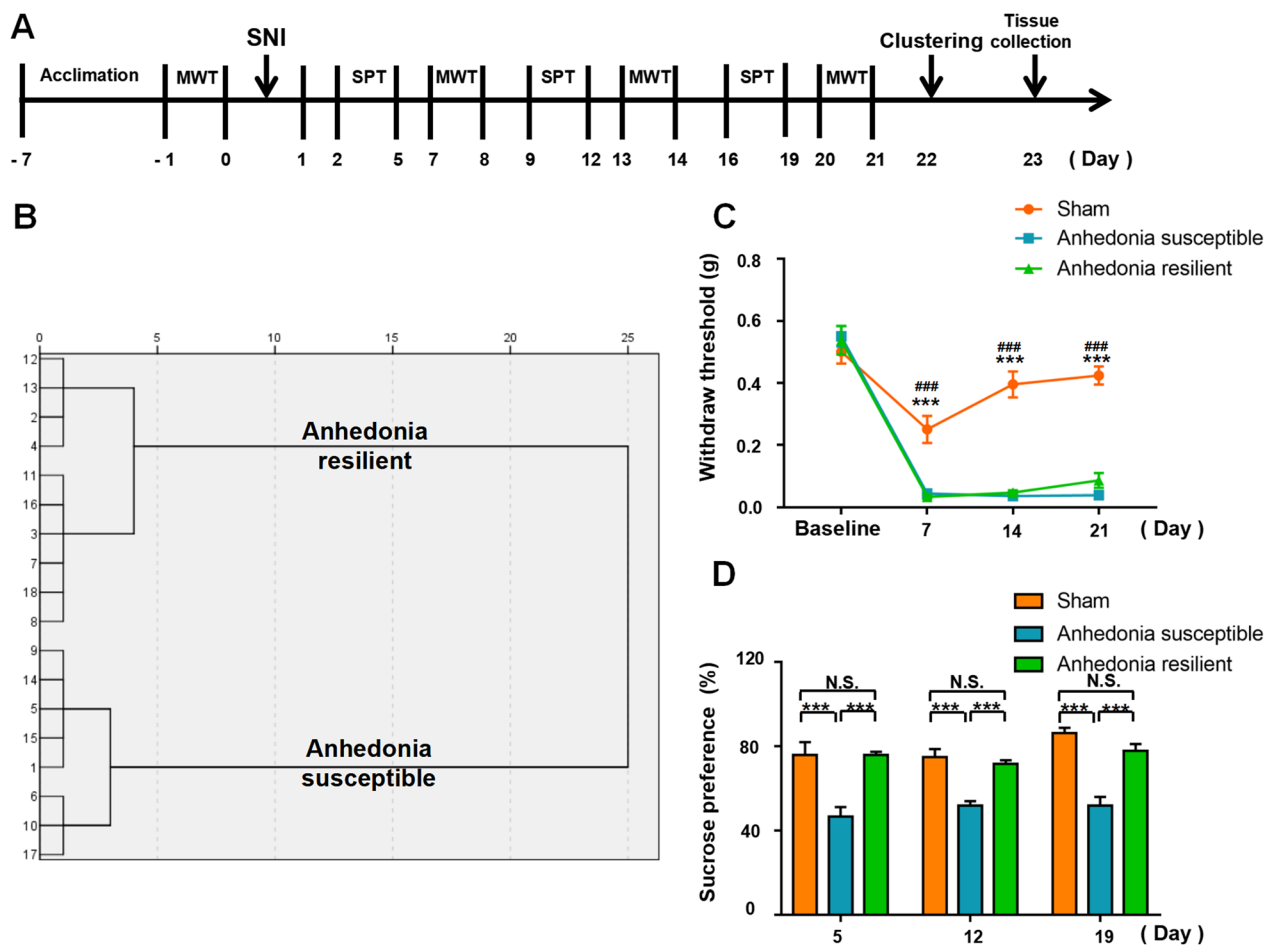 A
Acclimation
MWT
SNI
SPT
MWT
SPT
MWT
SPT
MWT
Clustering
Tissue
collection
- 7
- 1
0
1
2
5
7
8
9
12
13
14
16
19
20
21
22
23
( Day )
B
0
5
10
15
20
25
12
13
2
4
11
16
3
7
18
8
9
14
5
15
1
6
10
17
Anhedonia
resilient
Anhedonia
susceptible
C
Sham
Anhedonia susceptible
Anhedonia resilient
Withdraw threshold (g)
0.8
0.6
0.4
0.2
0.0
###
***
###
***
###
***
Baseline
7
14
21
( Day )
D
Sham
Anhedonia susceptible
Anhedonia resilient
Sucrose preference (%)
120
80
40
0
N.S.
*** ***
N.S.
*** ***
N.S.
*** ***
5
12
19
( Day )